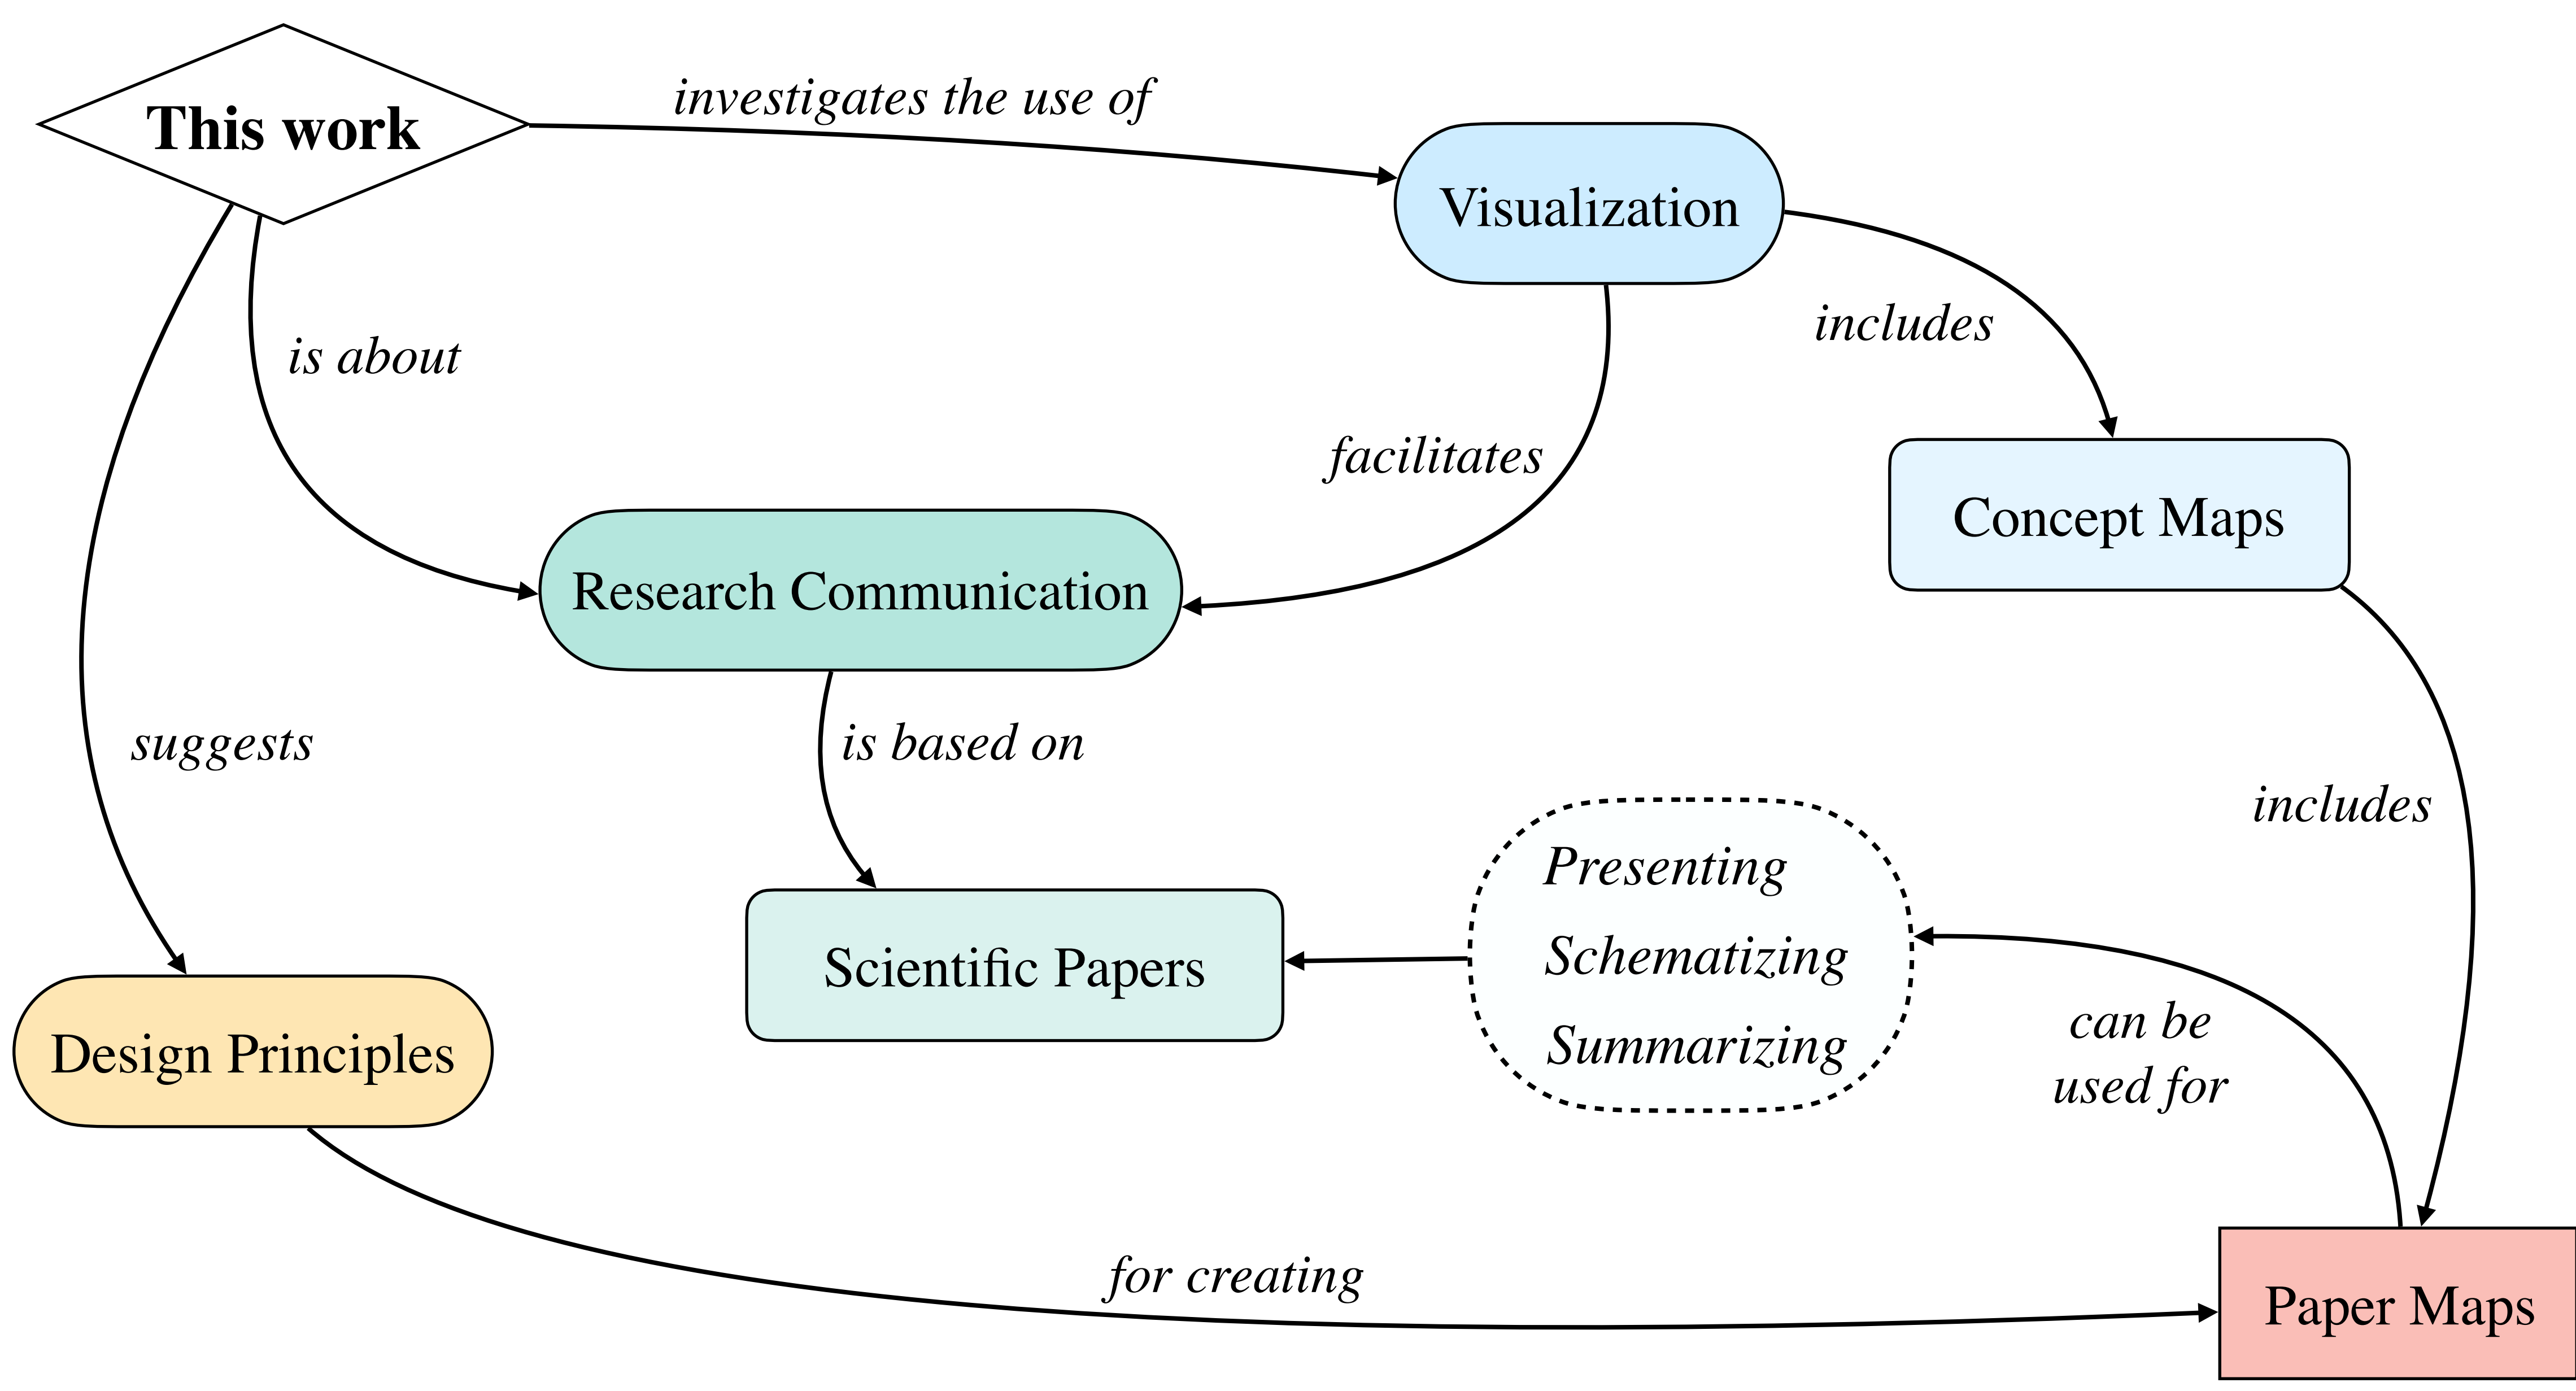 This work
investigates the use of
Visualization
includes
is about
facilitates
Concept Maps
Research Communication
suggests
is based on
includes
Presenting
Schematizing
Summarizing
Scientific Papers
can be
used for
Design Principles
for creating
Paper Maps